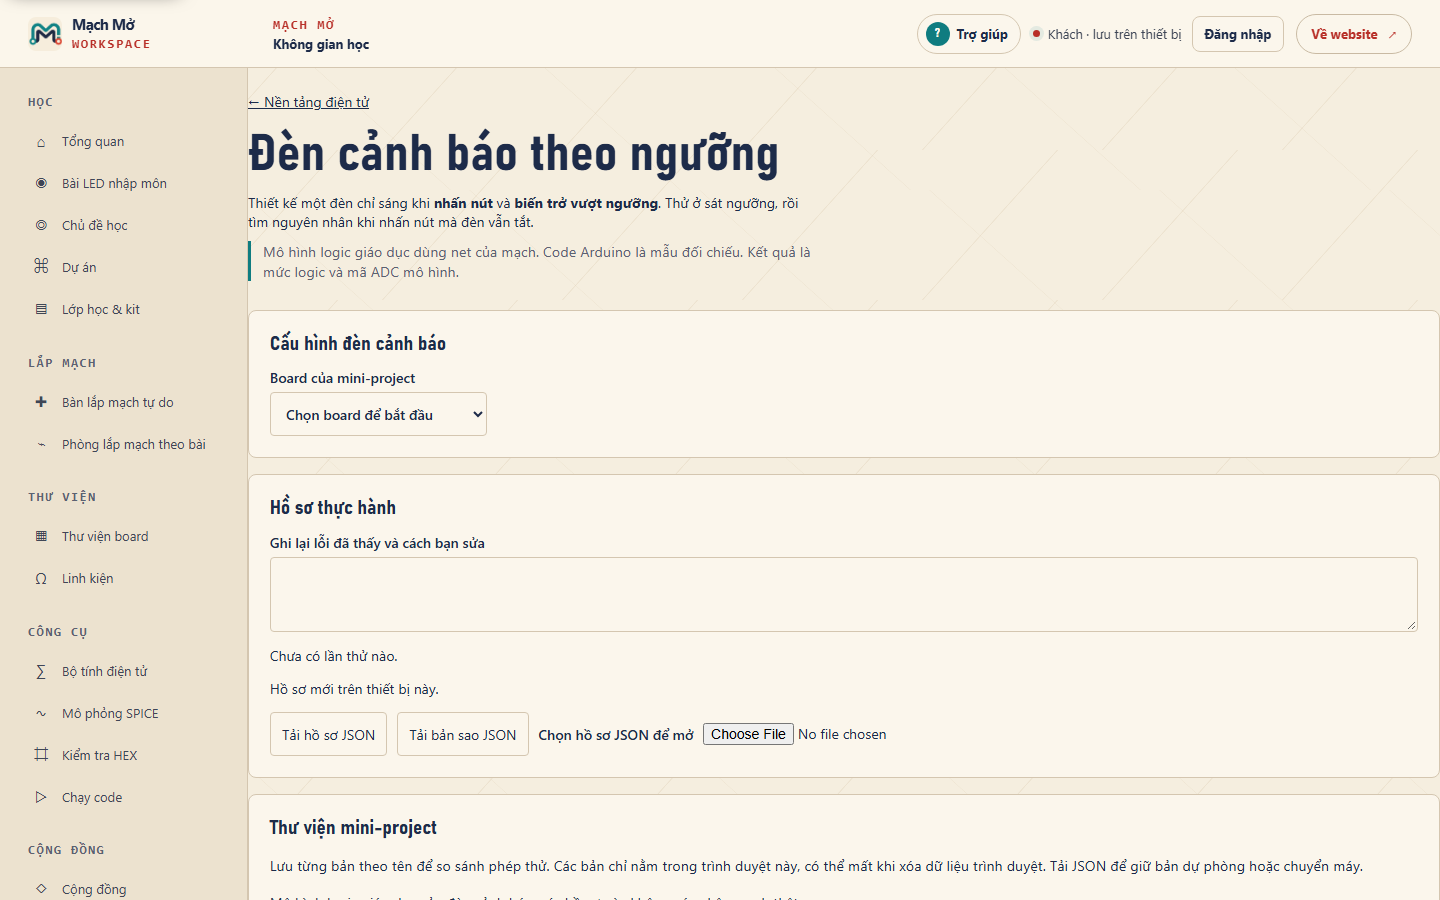 Mạch Mở
WORKSPACE
MẠCH MỞ
Không gian học
? Trợ giúp
Khách · lưu trên thiết bị
Đăng nhập
Về website ↗
HỌC
Tổng quan
Bài LED nhập môn
Chủ đề học
Dự án
Lớp học & kit
LẮP MẠCH
Bàn lắp mạch tự do
Phòng lắp mạch theo bài
THƯ VIỆN
Thư viện board
Linh kiện
CÔNG CỤ
Bộ tính điện tử
Mô phỏng SPICE
Kiểm tra HEX
Chạy code
CỘNG ĐỒNG
Cộng đồng
← Nền tảng điện tử
Đèn cảnh báo theo ngưỡng
Thiết kế một đèn chỉ sáng khi nhấn nút và biến trở vượt ngưỡng. Thử ở sát ngưỡng, rồi
tìm nguyên nhân khi nhấn nút mà đèn vẫn tắt.
Mô hình logic giáo dục dùng net của mạch. Code Arduino là mẫu đối chiếu. Kết quả là
mức logic và mã ADC mô hình.
Cấu hình đèn cảnh báo
Board của mini-project
Chọn board để bắt đầu
Hồ sơ thực hành
Ghi lại lỗi đã thấy và cách bạn sửa
Chưa có lần thử nào.
Hồ sơ mới trên thiết bị này.
Tải hồ sơ JSON
Tải bản sao JSON
Chọn hồ sơ JSON để mở
Choose File
No file chosen
Thư viện mini-project
Lưu từng bản theo tên để so sánh phép thử. Các bản chỉ nằm trong trình duyệt này, có thể mất khi xóa dữ liệu trình duyệt. Tải JSON để giữ bản dự phòng hoặc chuyển máy.